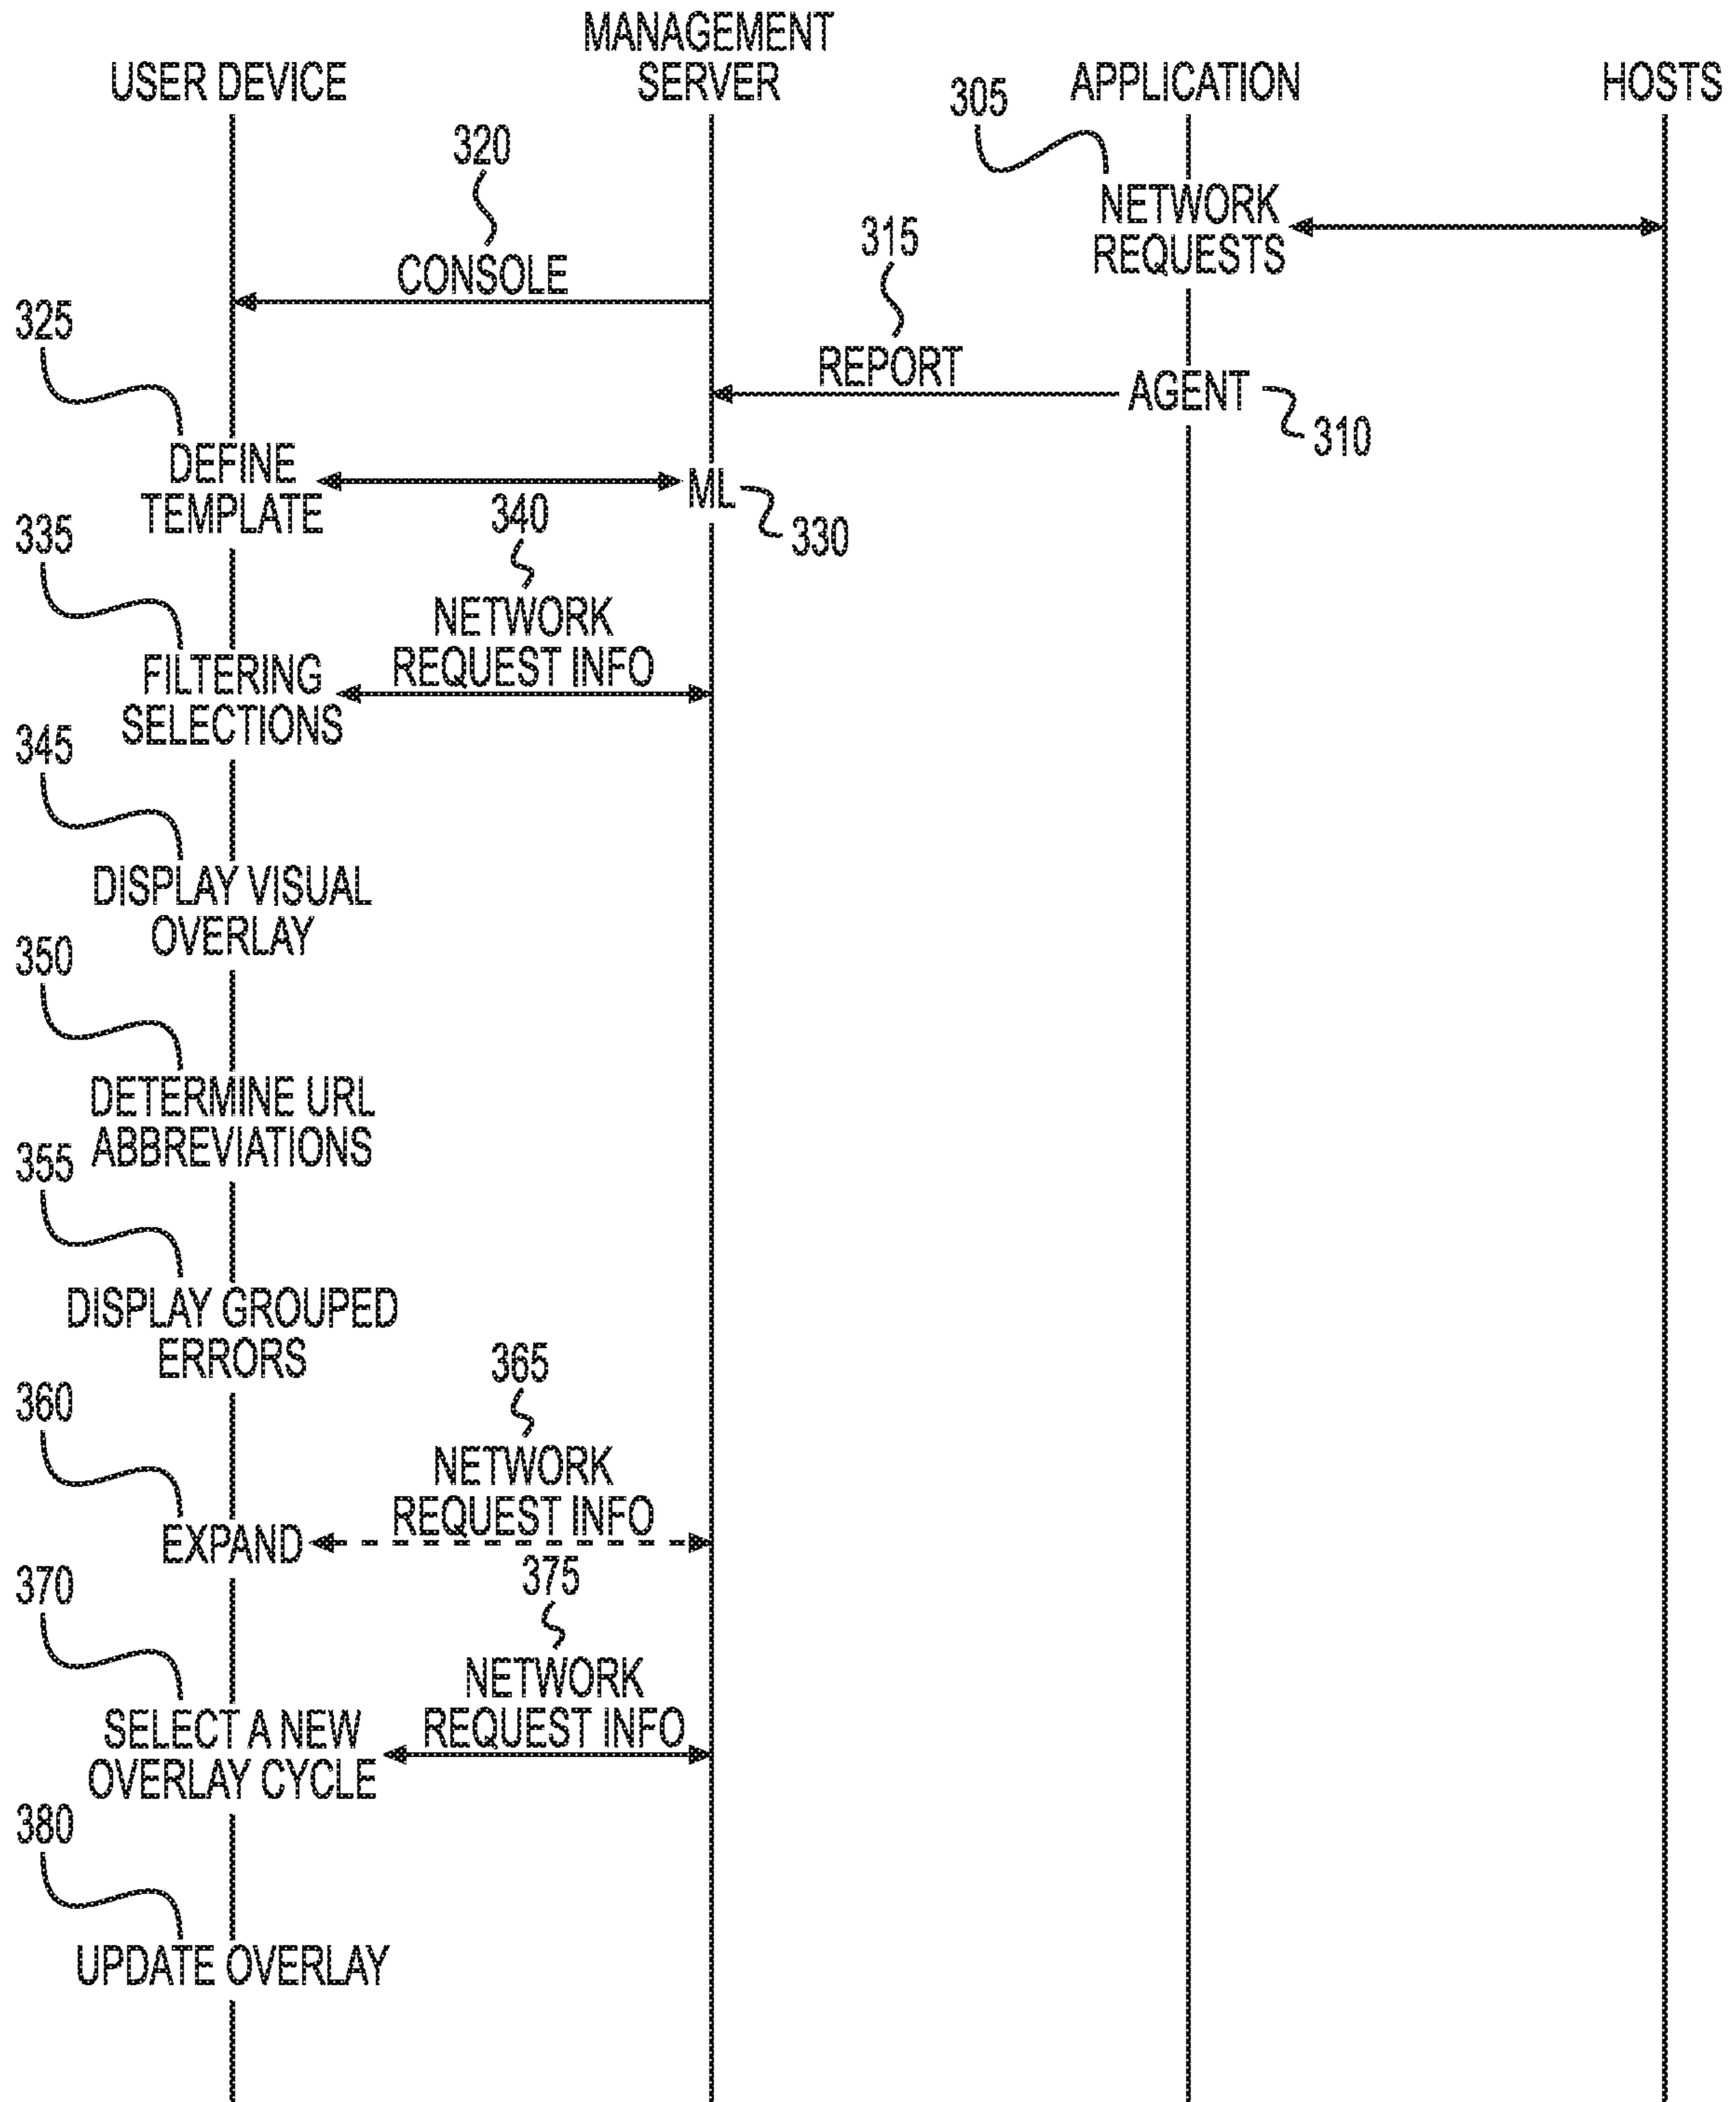 MANAGEMENT
USER DEVICE
SERVER
305
APPLICATION
HOSTS
320
NETWORK
REQUESTS
315
CONSOLE
325
REPORT
AGENT
310
DEFINE
TEMPLATE
340
ML
330
335
NETWORK
REQUEST INFO
FILTERING
SELECTIONS
345
DISPLAY VISUAL
OVERLAY
350
DETERMINE URL
ABBREVIATIONS
355
DISPLAY GROUPED
ERRORS
365
360
NETWORK
REQUEST INFO
EXPAND
375
370
NETWORK
REQUEST INFO
SELECT A NEW
OVERLAY CYCLE
380
UPDATE OVERLAY